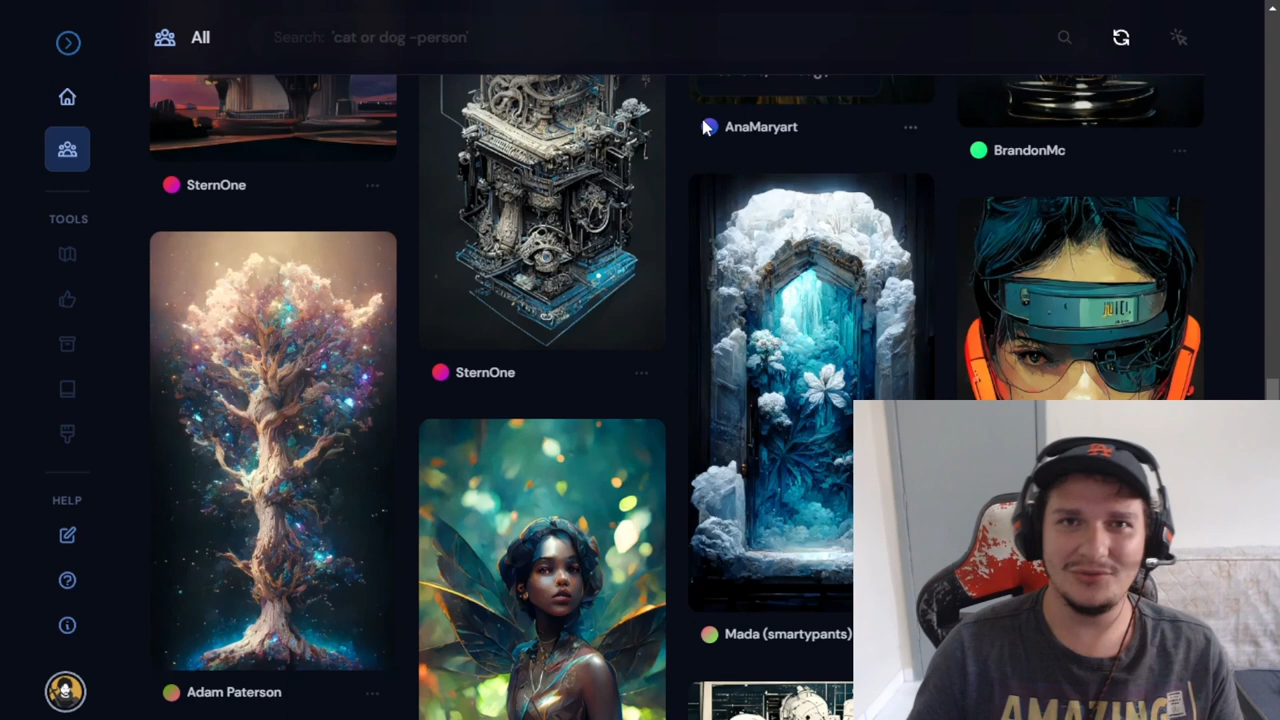 All
Search: 'cat or dog -person'
AnaMaryart
BrandonMc
SternOne
TOOLS
SternOne
HELP
Mada (smartypants)
Adam Paterson
AMAZING